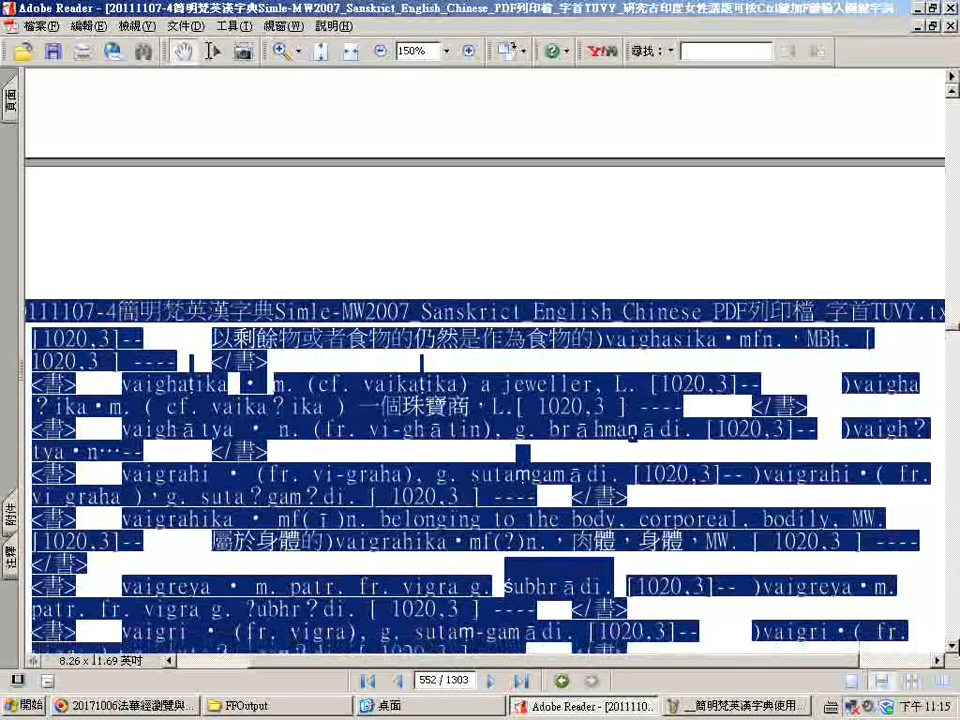 Adobe Reader - [20111107-4簡明梵英漢字典Simle-MW2007_Sanskrict_English_Chinese_PDF列印檔_字首TUVY_研究古印度女性議題可按Ctrl鍵加F鍵輸入關鍵字詞
檔案(F) 編輯(E) 檢視(V) 文件(D) 工具(T) 視窗(W) 說明(H)
150% Y! 尋找:
頁面
附件
注釋
111107-4簡明梵英漢字典Simle-MW2007_Sanskrict_English_Chinese_PDF列印檔_字首TUVY.tx
[1020,3]-- 以剩餘物或者食物的仍然是作為食物的)vaighasika‧mfn.,MBh. [
1020,3 ] ---- </書>
<書> vaighaṭika ‧ m. (cf. vaikaṭika) a jeweller, L. [1020,3]-- )vaigha
?ika‧m. ( cf. vaika?ika ) 一個珠寶商，L.[ 1020,3 ] ---- </書>
<書> vaighātya ‧ n. (fr. vi-ghātin), g. brāhmaṇādi. [1020,3]-- )vaigh?
tya‧n…-- </書>
<書> vaigrahi ‧ (fr. vi-graha), g. sutaṃgamādi. [1020,3]-- )vaigrahi‧( fr.
vi graha ), g. suta?gam?di. [ 1020,3 ] ---- </書>
<書> vaigrahika ‧ mf(ī)n. belonging to the body, corporeal, bodily, MW.
[1020,3]-- 屬於身體的)vaigrahika‧mf(?)n.，肉體，身體，MW. [ 1020,3 ] ----
</書>
<書> vaigreya ‧ m. patr. fr. vigra g. śubhrādi. [1020,3]-- )vaigreya‧m.
patr. fr. vigra g. ?ubhr?di. [ 1020,3 ] ---- </書>
<書> vaigri ‧ (fr. vigra), g. sutaṃ-gamādi. [1020,3]-- )vaigri‧( fr.
8.26 x 11.69 英吋
552 / 1303
開始 20171006法華經瀏覽與... FFOutput 桌面 Adobe Reader - [2011110... __簡明梵英字典使用... 下午 11:15